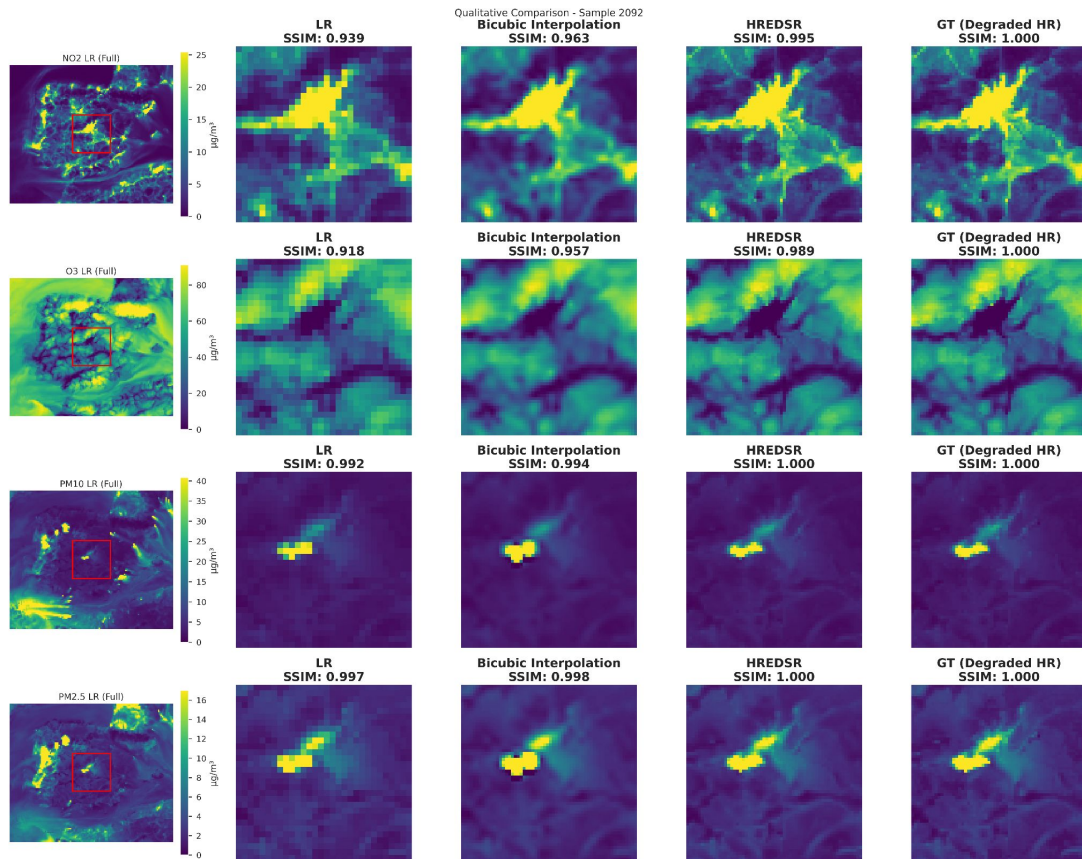 Qualitative Comparison - Sample 2092
NO2 LR (Full)
25
20
15
10
5
0
µg/m³
LR
SSIM: 0.939
Bicubic Interpolation
SSIM: 0.963
HREDSR
SSIM: 0.995
GT (Degraded HR)
SSIM: 1.000
O3 LR (Full)
80
60
40
20
0
µg/m³
LR
SSIM: 0.918
Bicubic Interpolation
SSIM: 0.957
HREDSR
SSIM: 0.989
GT (Degraded HR)
SSIM: 1.000
PM10 LR (Full)
40
35
30
25
20
15
10
5
0
µg/m³
LR
SSIM: 0.992
Bicubic Interpolation
SSIM: 0.994
HREDSR
SSIM: 1.000
GT (Degraded HR)
SSIM: 1.000
PM2.5 LR (Full)
16
14
12
10
8
6
4
2
0
µg/m³
LR
SSIM: 0.997
Bicubic Interpolation
SSIM: 0.998
HREDSR
SSIM: 1.000
GT (Degraded HR)
SSIM: 1.000